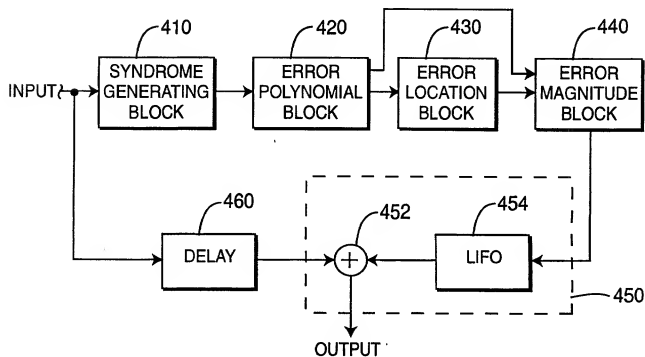 410
420
430
440
INPUT
SYNDROME
GENERATING
BLOCK
ERROR
POLYNOMIAL
BLOCK
ERROR
LOCATION
BLOCK
ERROR
MAGNITUDE
BLOCK
460
452
454
DELAY
+
LIFO
450
OUTPUT